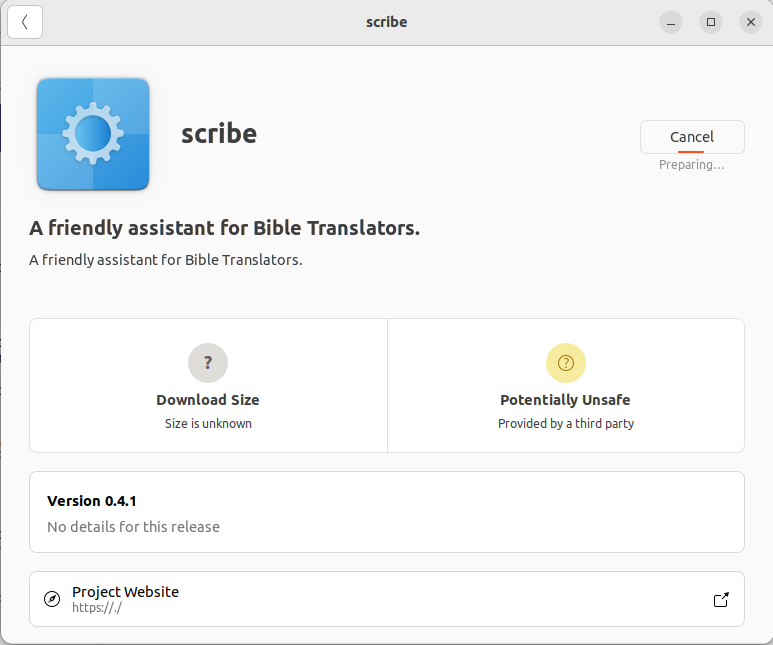 scribe
scribe
Cancel
Preparing…
A friendly assistant for Bible Translators.
A friendly assistant for Bible Translators.
?
Download Size
Size is unknown
?
Potentially Unsafe
Provided by a third party
Version 0.4.1
No details for this release
Project Website
https://./